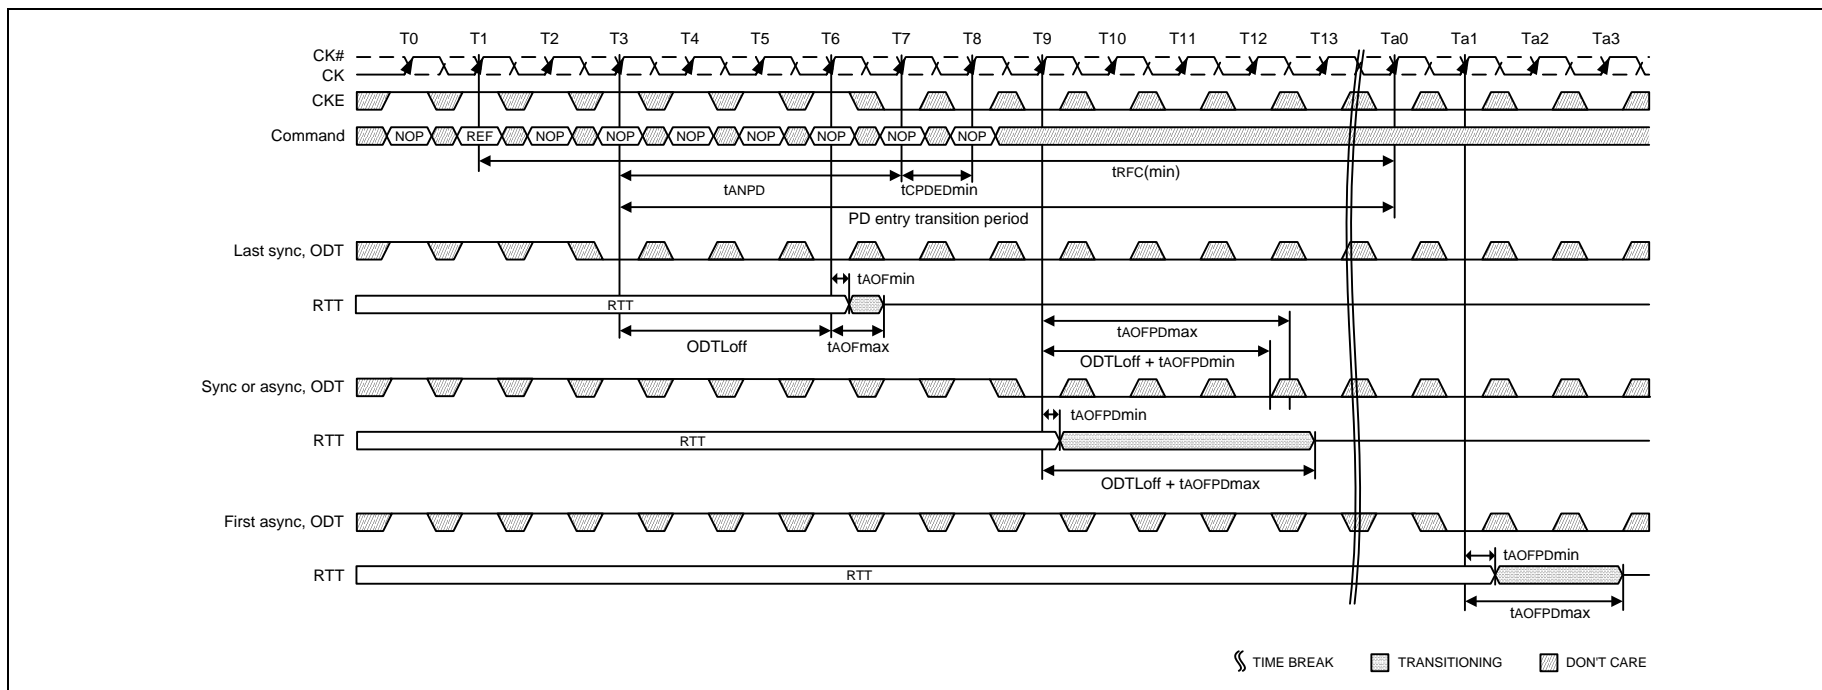 T0 T1 T2 T3 T4 T5 T6 T7 T8 T9 T10 T11 T12 T13 Ta0 Ta1 Ta2 Ta3
CK#
CK
CKE
Command NOP REF NOP NOP NOP NOP NOP NOP NOP
tRFC(min)
tANPD tCPDEDmin
PD entry transition period
Last sync, ODT
tAOFmin
RTT RTT
tAOFPDmax
ODTLoff tAOFmax
ODTLoff + tAOFPDmin
Sync or async, ODT
tAOFPDmin
RTT RTT
ODTLoff + tAOFPDmax
First async, ODT
tAOFPDmin
RTT RTT
tAOFPDmax
TIME BREAK TRANSITIONING DON'T CARE